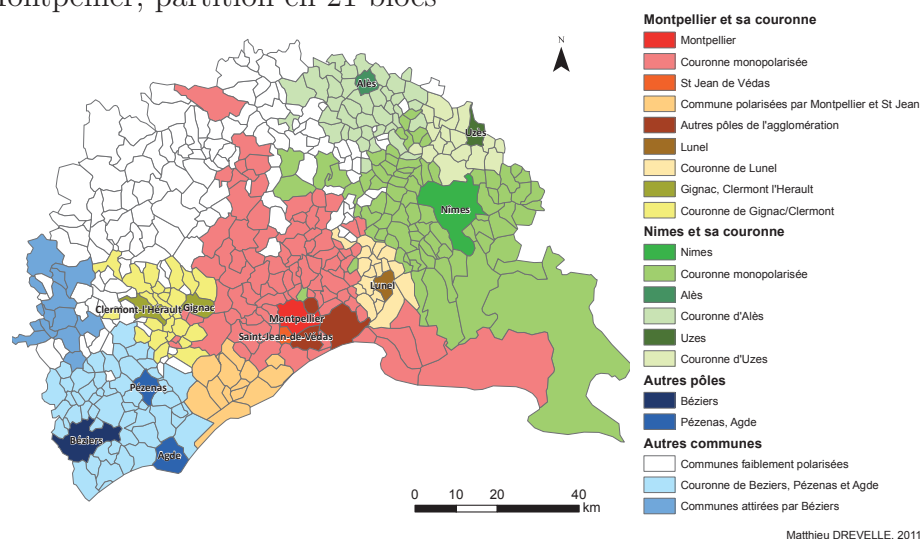 ontpellier, partition en 21 blocs
N
Alès
Uzès
Nimes
Lunel
Clermont-l'Hérault
Gignac
Montpellier
Saint-Jean-de-Védas
Pézenas
Béziers
Agde
0 10 20 40
km
Montpellier et sa couronne
Montpellier
Couronne monopolarisée
St Jean de Védas
Commune polarisées par Montpellier et St Jean
Autres pôles de l'agglomération
Lunel
Couronne de Lunel
Gignac, Clermont l'Herault
Couronne de Gignac/Clermont
Nimes et sa couronne
Nimes
Couronne monopolarisée
Alès
Couronne d'Alès
Uzes
Couronne d'Uzes
Autres pôles
Béziers
Pézenas, Agde
Autres communes
Communes faiblement polarisées
Couronne de Beziers, Pézenas et Agde
Communes attirées par Béziers
Matthieu DREVELLE, 2011